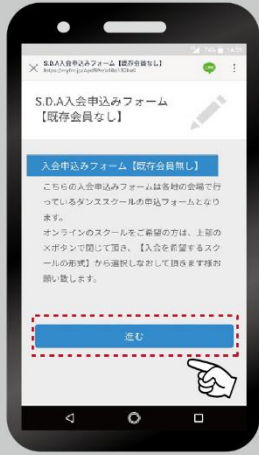 S.D.A入会申込みフォーム【既存会員なし】
S.D.A入会申込みフォーム
【既存会員なし】
入会申込みフォーム【既存会員無し】
こちらの入会申込みフォームは各地の会場で行
っているダンススクールの申込フォームとなり
ます。
オンラインのスクールをご希望の方は、上部の
×ボタンで閉じて頂き、【入会を希望するスク
ールの形式】から選択しなおして頂きます様お
願い致します。
進む